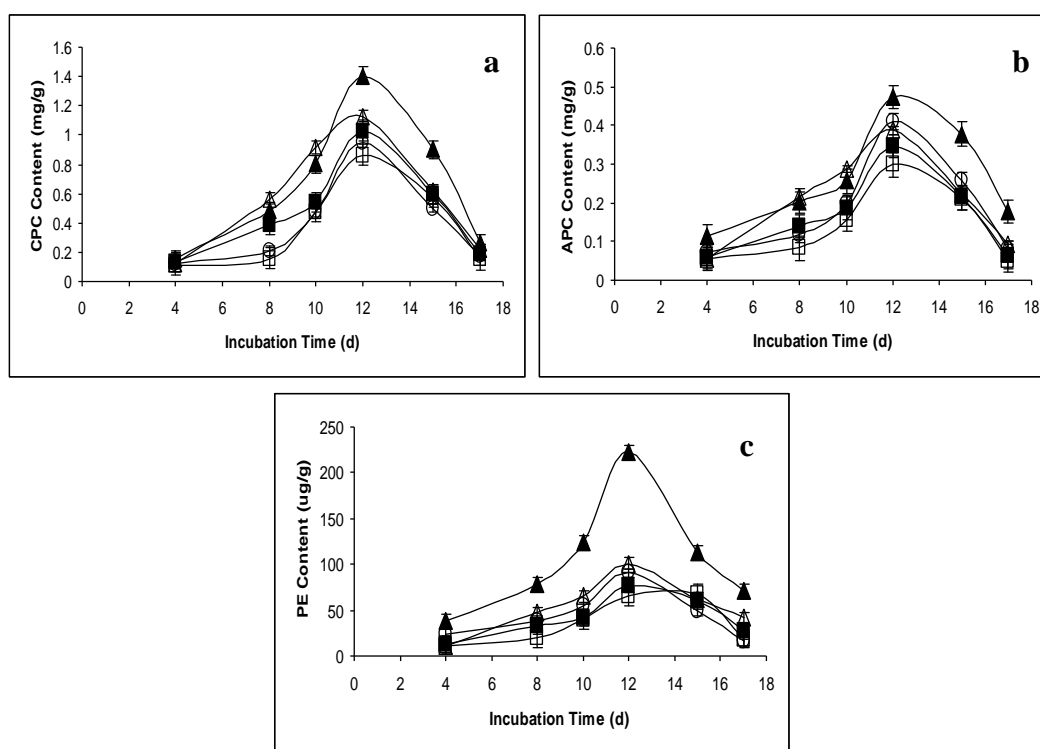 a
CPC Content (mg/g)
1.6
1.4
1.2
1
0.8
0.6
0.4
0.2
0
0 2 4 6 8 10 12 14 16 18
Incubation Time (d)
b
APC Content (mg/g)
0.6
0.5
0.4
0.3
0.2
0.1
0
0 2 4 6 8 10 12 14 16 18
Incubation Time (d)
c
PE Content (ug/g)
250
200
150
100
50
0
0 2 4 6 8 10 12 14 16 18
Incubation Time (d)